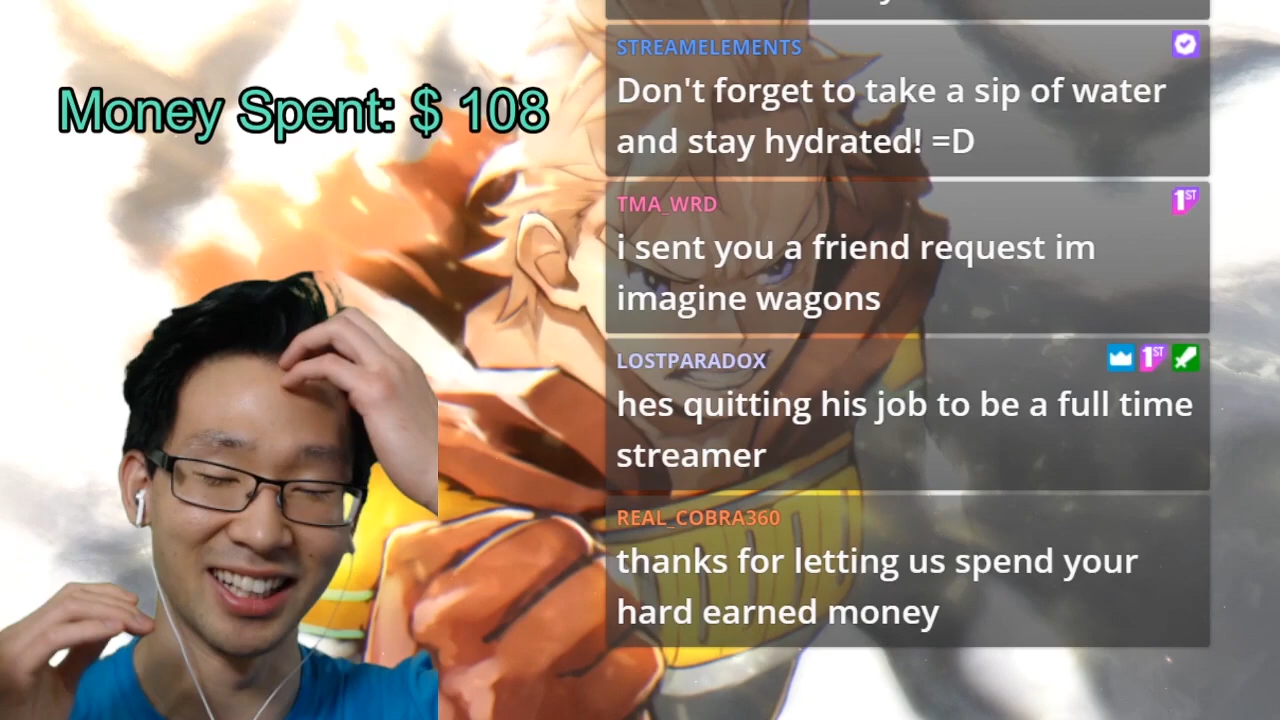 Money Spent: $ 108
STREAMELEMENTS
Don't forget to take a sip of water
and stay hydrated! =D
TMA_WRD
1ST
i sent you a friend request im
imagine wagons
LOSTPARADOX
1ST
hes quitting his job to be a full time
streamer
REAL_COBRA360
thanks for letting us spend your
hard earned money